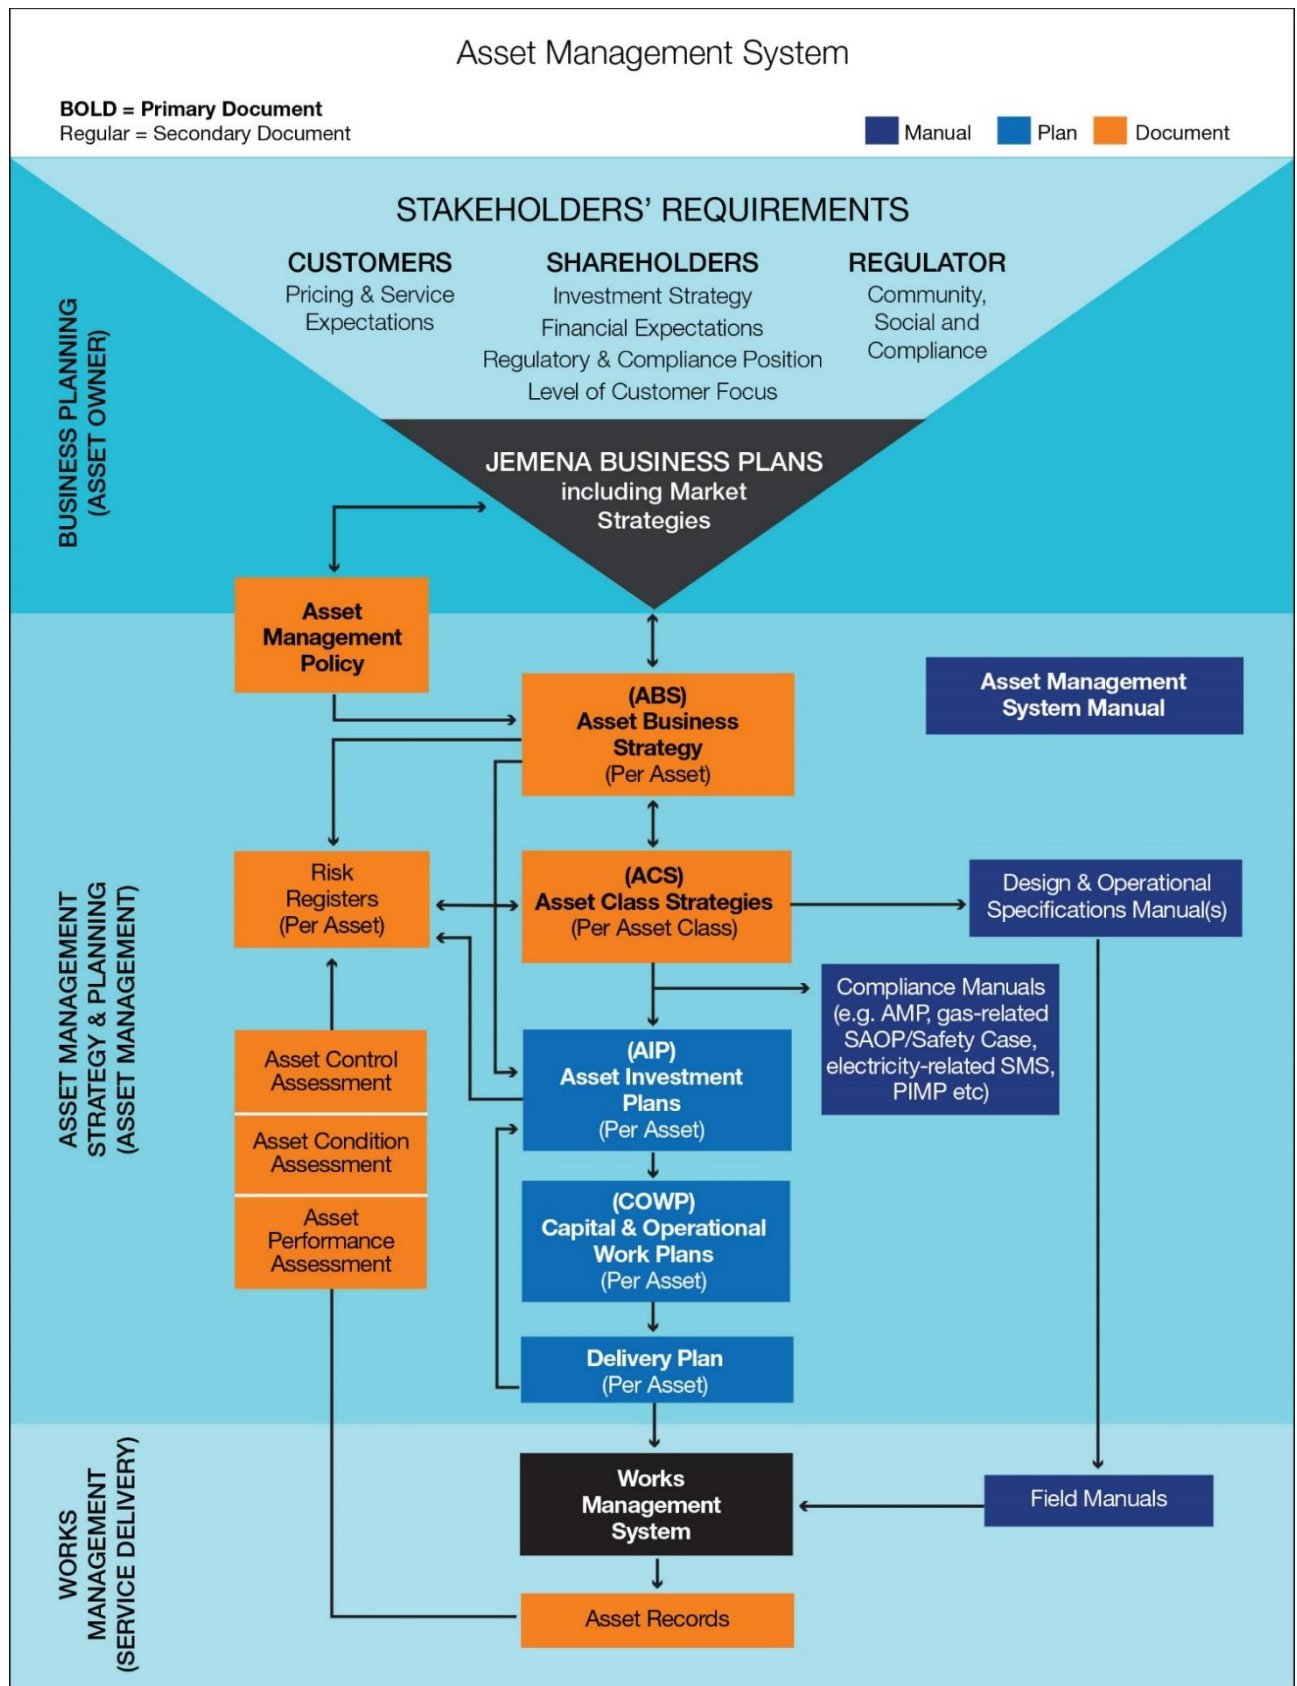 Asset Management System
BOLD = Primary Document
Regular = Secondary Document
Manual
Plan
Document
STAKEHOLDERS’ REQUIREMENTS
CUSTOMERS
Pricing & Service
Expectations
SHAREHOLDERS
Investment Strategy
Financial Expectations
Regulatory & Compliance Position
Level of Customer Focus
REGULATOR
Community,
Social and
Compliance
BUSINESS PLANNING
(ASSET OWNER)
JEMENA BUSINESS PLANS
including Market
Strategies
Asset
Management
Policy
(ABS)
Asset Business
Strategy
(Per Asset)
Asset Management
System Manual
ASSET MANAGEMENT
STRATEGY & PLANNING
(ASSET MANAGEMENT)
Risk
Registers
(Per Asset)
(ACS)
Asset Class Strategies
(Per Asset Class)
Design & Operational
Specifications Manual(s)
Compliance Manuals
(e.g. AMP, gas-related
SAOP/Safety Case,
electricity-related SMS,
PIMP etc)
Asset Control
Assessment
Asset Condition
Assessment
Asset
Performance
Assessment
(AIP)
Asset Investment
Plans
(Per Asset)
(COWP)
Capital & Operational
Work Plans
(Per Asset)
Delivery Plan
(Per Asset)
WORKS
MANAGEMENT
(SERVICE DELIVERY)
Works
Management
System
Field Manuals
Asset Records